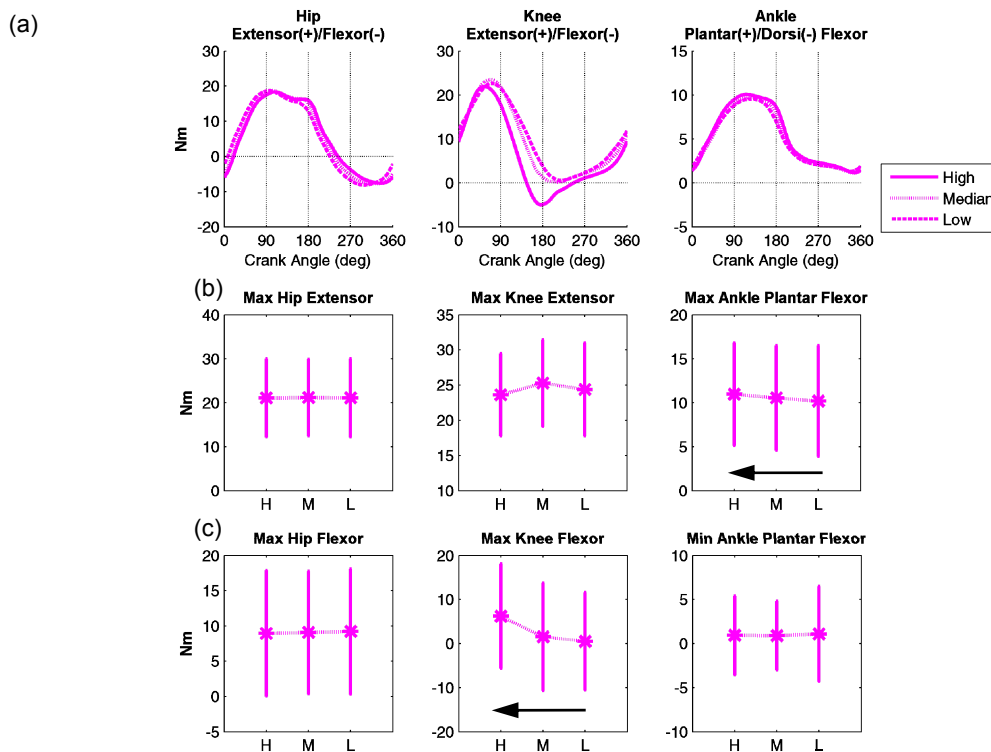 (a)
Hip
Extensor(+)/Flexor(-)
Knee
Extensor(+)/Flexor(-)
Ankle
Plantar(+)/Dorsi(-) Flexor
Nm
30
20
10
0
-10
-20
0 90 180 270 360
Crank Angle (deg)
30
20
10
0
-10
0 90 180 270 360
Crank Angle (deg)
15
10
5
0
-5
0 90 180 270 360
Crank Angle (deg)
High
Median
Low
(b)
Max Hip Extensor
Nm
40
30
20
10
0
H M L
Max Knee Extensor
35
30
25
20
15
10
H M L
Max Ankle Plantar Flexor
20
15
10
5
0
H M L
(c)
Max Hip Flexor
Nm
20
15
10
5
0
-5
H M L
Max Knee Flexor
20
10
0
-10
-20
H M L
Min Ankle Plantar Flexor
10
5
0
-5
-10
H M L